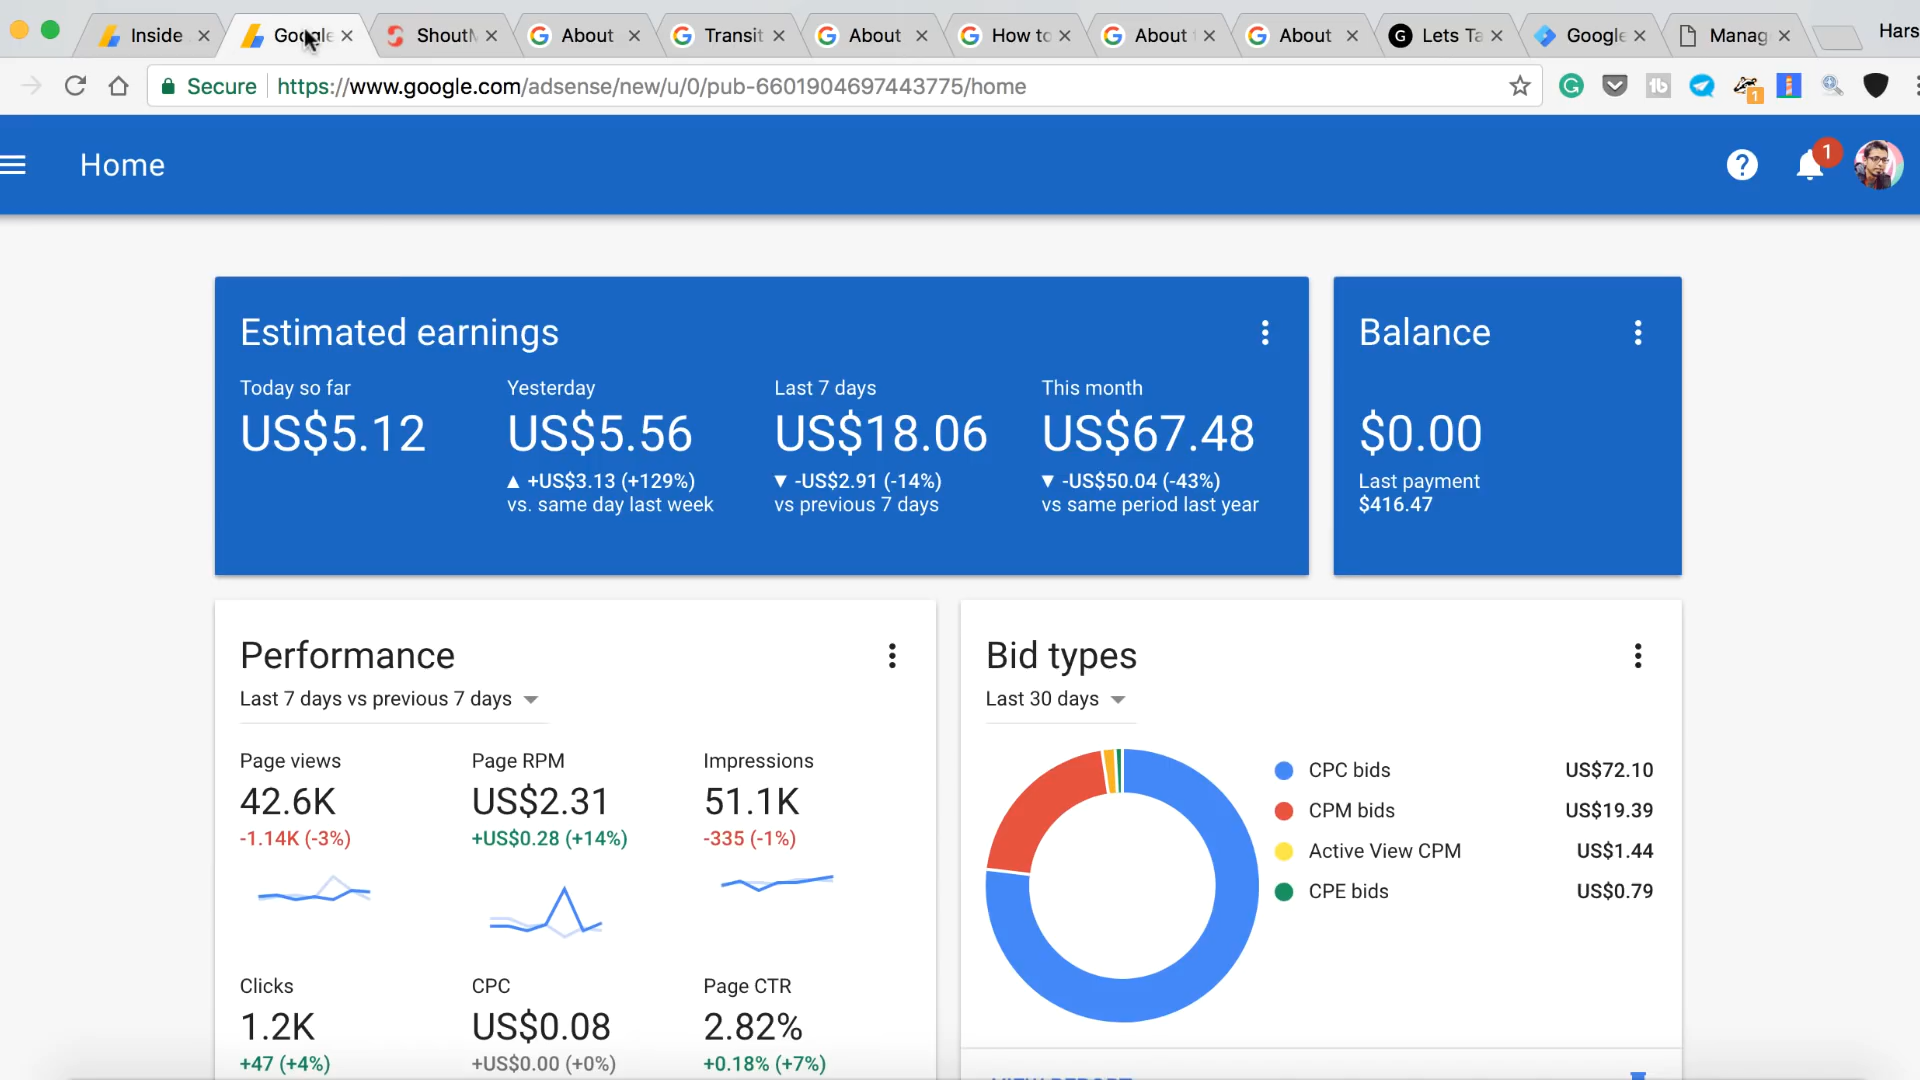 Inside
Google
ShoutM
About
Transit
About
How to
About
About
Lets Ta
Google
Manag
Hars
Secure
https://www.google.com/adsense/new/u/0/pub-6601904697443775/home
1
Home
1
Estimated earnings
Today so far
US$5.12
Yesterday
US$5.56
+US$3.13 (+129%)
vs. same day last week
Last 7 days
US$18.06
-US$2.91 (-14%)
vs previous 7 days
This month
US$67.48
-US$50.04 (-43%)
vs same period last year
Balance
$0.00
Last payment
$416.47
Performance
Last 7 days vs previous 7 days
Page views
42.6K
-1.14K (-3%)
Page RPM
US$2.31
+US$0.28 (+14%)
Impressions
51.1K
-335 (-1%)
Clicks
1.2K
+47 (+4%)
CPC
US$0.08
+US$0.00 (+0%)
Page CTR
2.82%
+0.18% (+7%)
Bid types
Last 30 days
CPC bids US$72.10
CPM bids US$19.39
Active View CPM US$1.44
CPE bids US$0.79